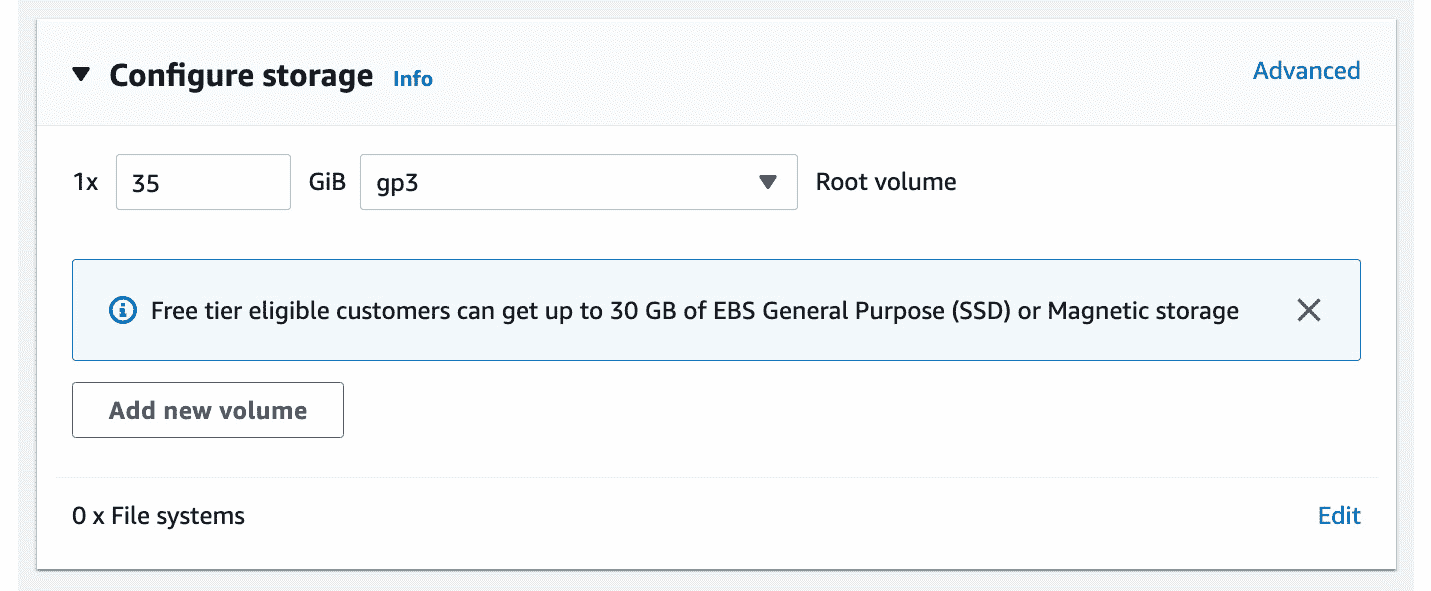 Configure storage Info Advanced
1x 35 GiB gp3 Root volume
Free tier eligible customers can get up to 30 GB of EBS General Purpose (SSD) or Magnetic storage
Add new volume
0 x File systems Edit